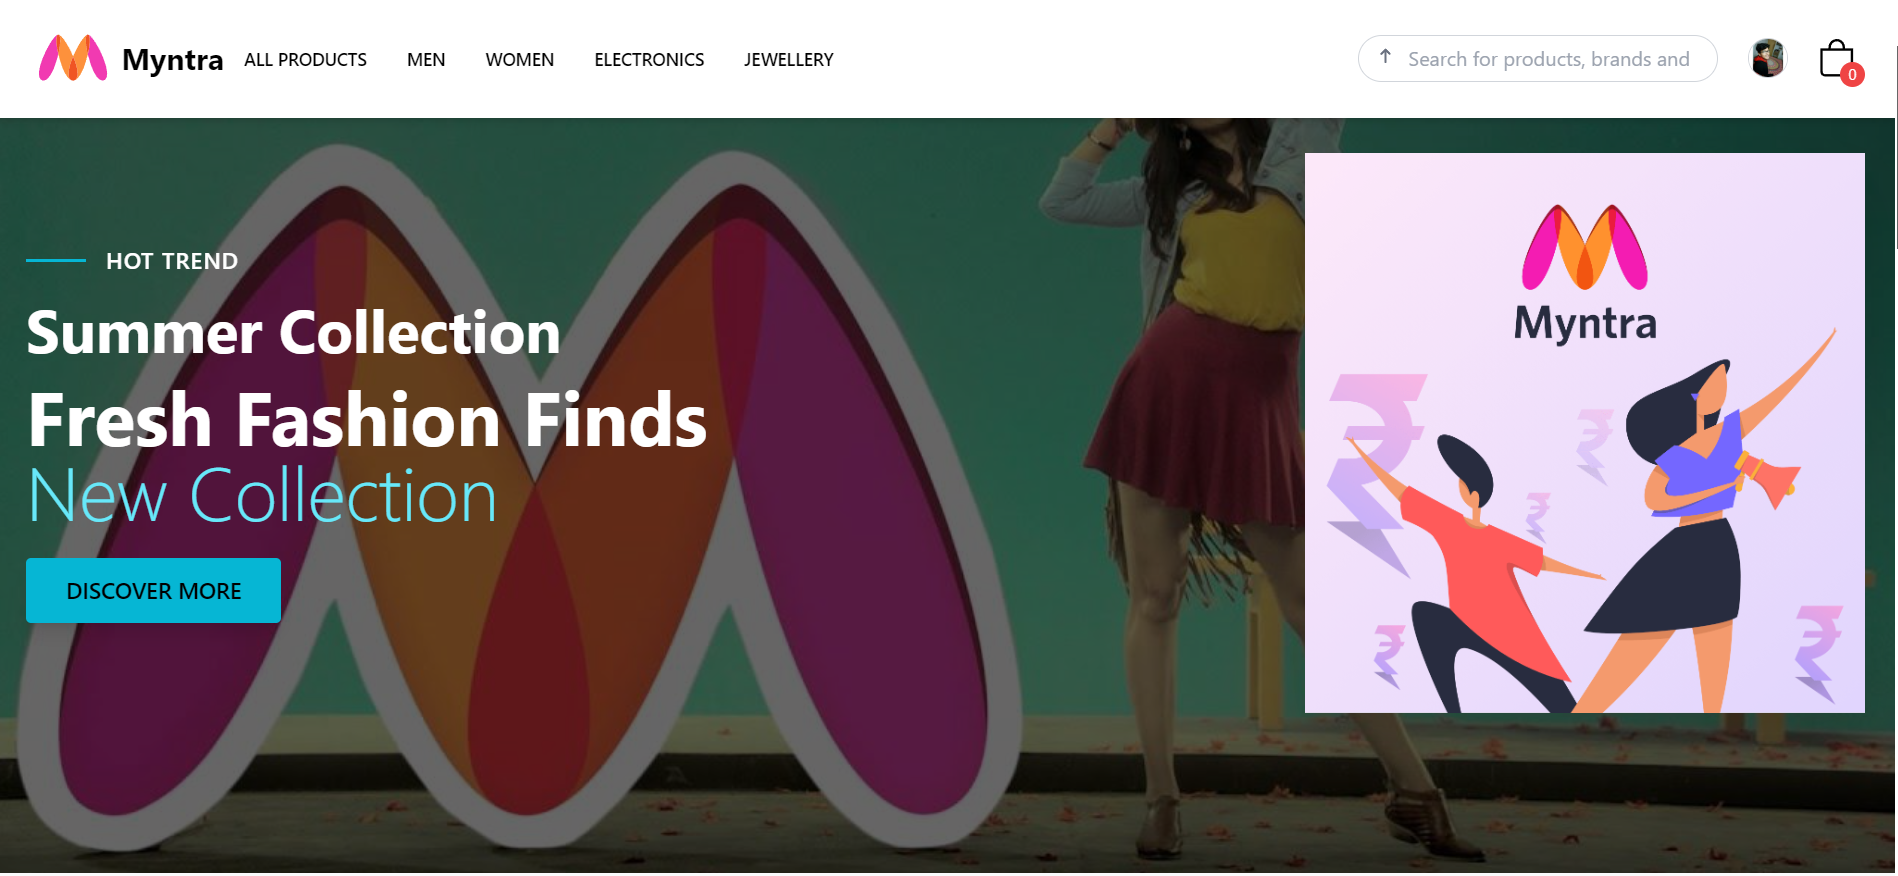 Myntra
ALL PRODUCTS
MEN
WOMEN
ELECTRONICS
JEWELLERY
Search for products, brands and
0
HOT TREND
Summer Collection
Fresh Fashion Finds
New Collection
DISCOVER MORE
Myntra
₹
₹
₹
₹
₹